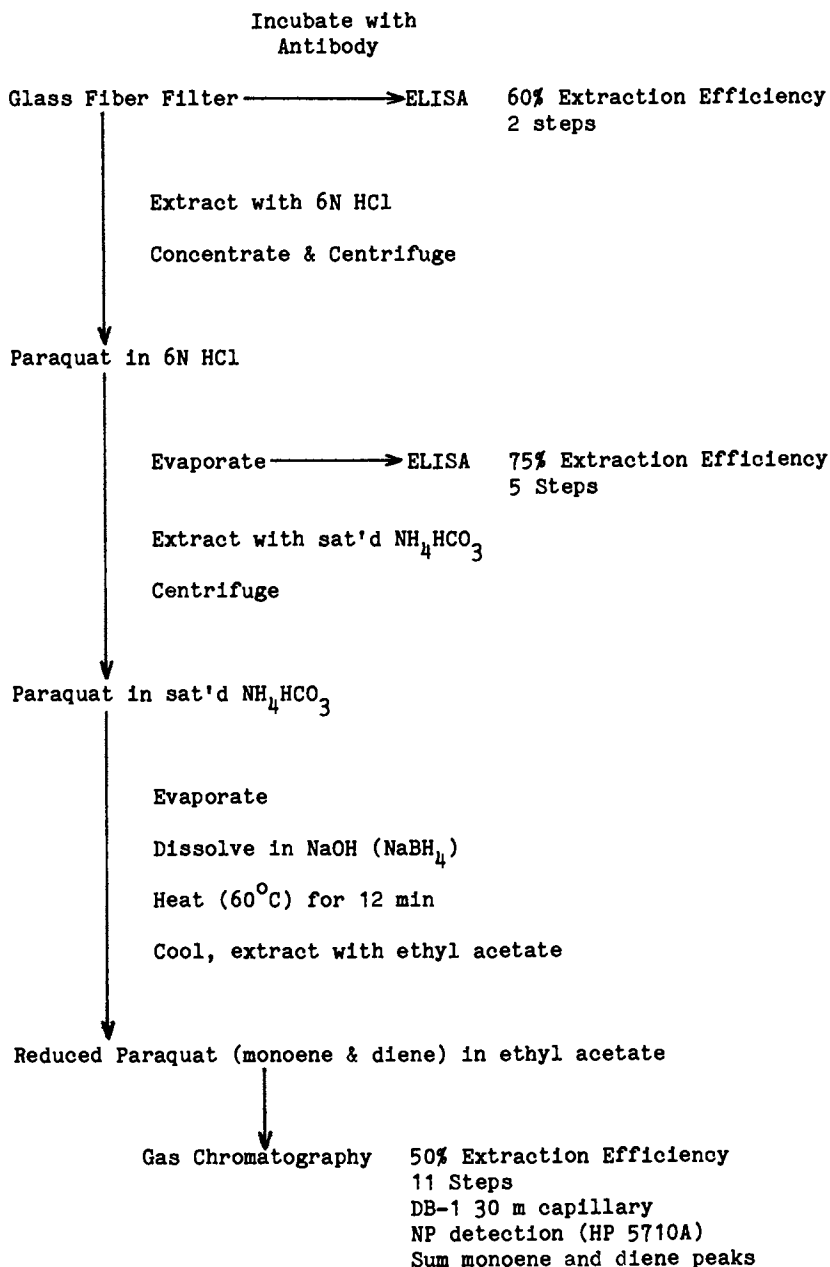 Incubate with
Antibody
Glass Fiber Filter ELISA 60% Extraction Efficiency
2 steps
Extract with 6N HCl
Concentrate & Centrifuge
Paraquat in 6N HCl
Evaporate ELISA 75% Extraction Efficiency
5 Steps
Extract with sat'd NH₄HCO₃
Centrifuge
Paraquat in sat'd NH₄HCO₃
Evaporate
Dissolve in NaOH (NaBH₄)
Heat (60°C) for 12 min
Cool, extract with ethyl acetate
Reduced Paraquat (monoene & diene) in ethyl acetate
Gas Chromatography 50% Extraction Efficiency
11 Steps
DB-1 30 m capillary
NP detection (HP 5710A)
Sum monoene and diene peaks